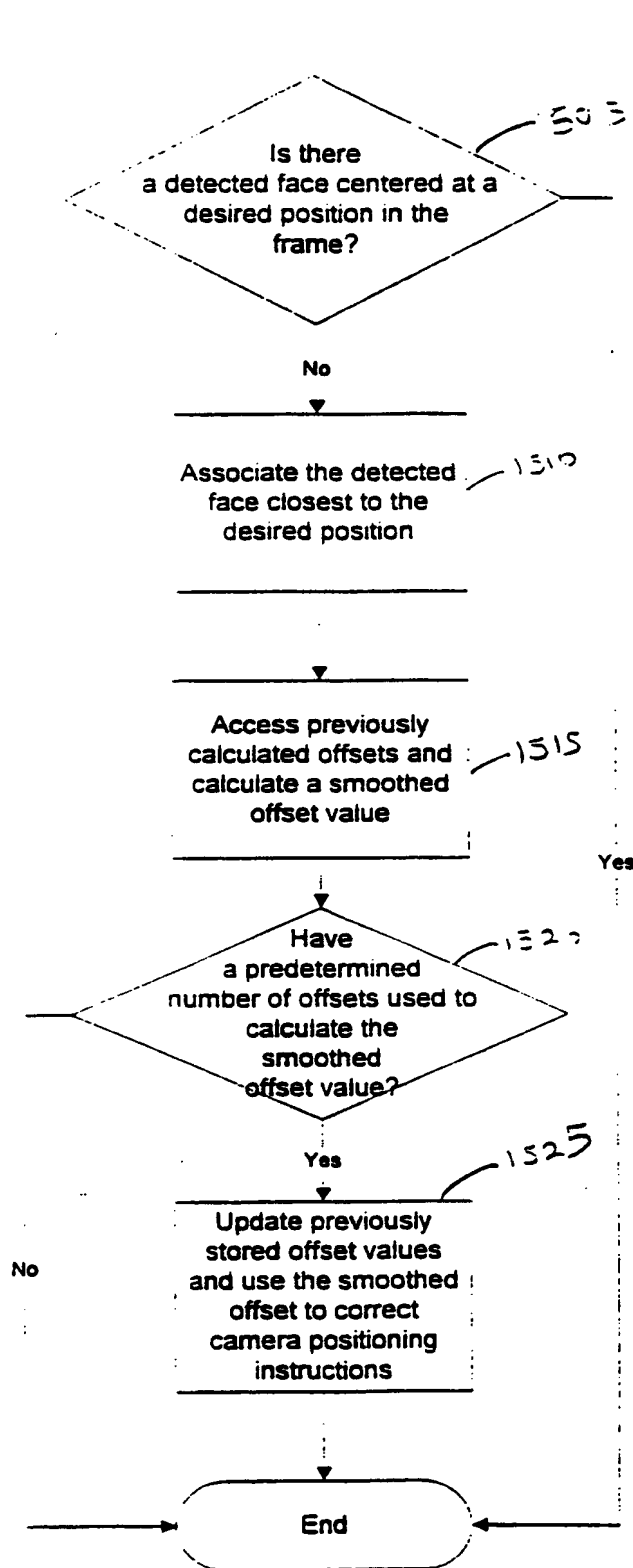 503
Is there
a detected face centered at a
desired position in the
frame?
No
Associate the detected
face closest to the
desired position
1510
Access previously
calculated offsets and
calculate a smoothed
offset value
1515
Yes
Have
a predetermined
number of offsets used to
calculate the
smoothed
offset value?
1520
Yes
1525
Update previously
stored offset values
and use the smoothed
offset to correct
camera positioning
instructions
No
End